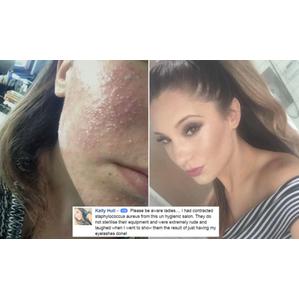 Kelly Hull Please be aware ladies.... I had contracted
staphylococcus aureus from this un hygienic salon. They do
not sterilise their equipment and were extremely rude and
laughed when I went to show them the result of just having my
eyelashes done!